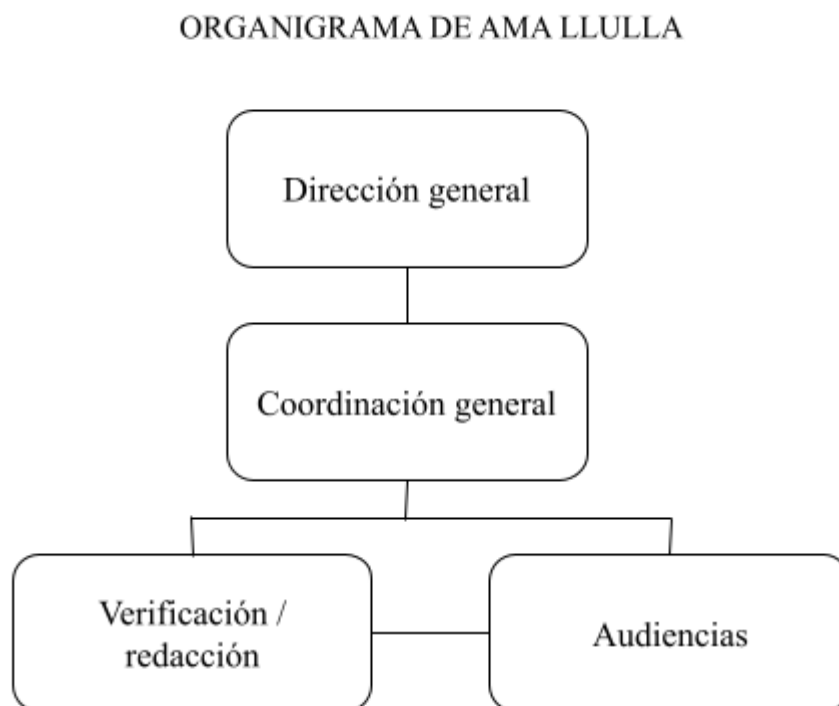 ORGANIGRAMA DE AMA LLULLA
Dirección general
Coordinación general
Verificación /
redacción
Audiencias